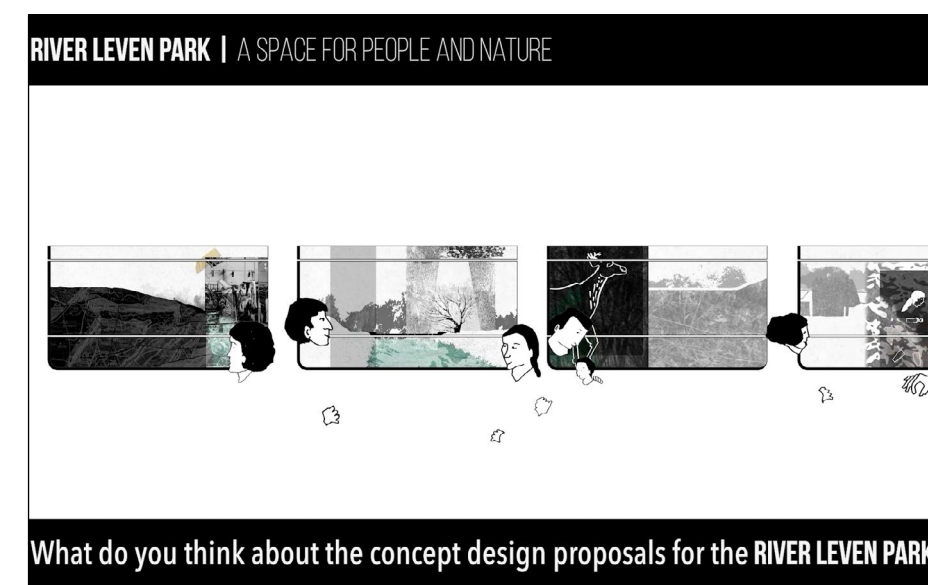 RIVER LEVEN PARK | A SPACE FOR PEOPLE AND NATURE
What do you think about the concept design proposals for the RIVER LEVEN PARK